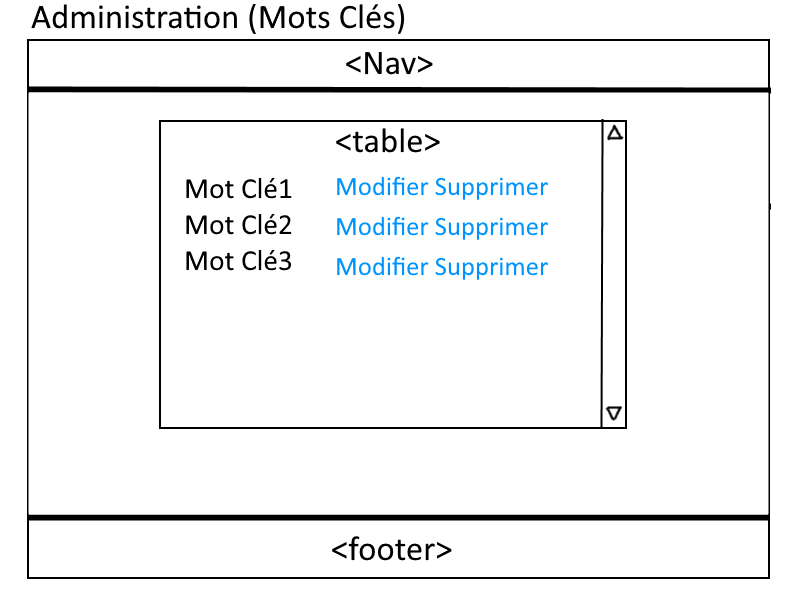 Administration (Mots Clés)
<Nav>
<table>
Mot Clé1 Modifier Supprimer
Mot Clé2 Modifier Supprimer
Mot Clé3 Modifier Supprimer
<footer>